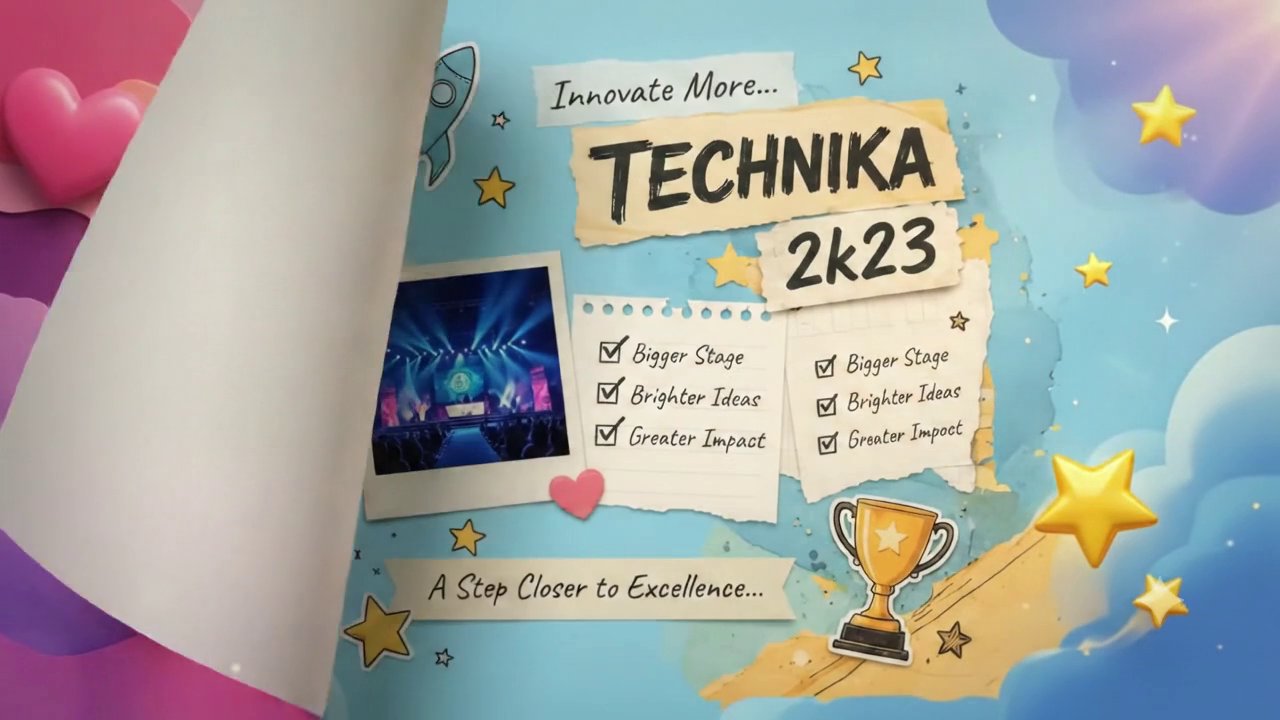 Innovate More...
TECHNIKA
2k23
Bigger Stage
Brighter Ideas
Greater Impact
Bigger Stage
Brighter Ideas
Greater Impoct
A Step Closer to Excellence...